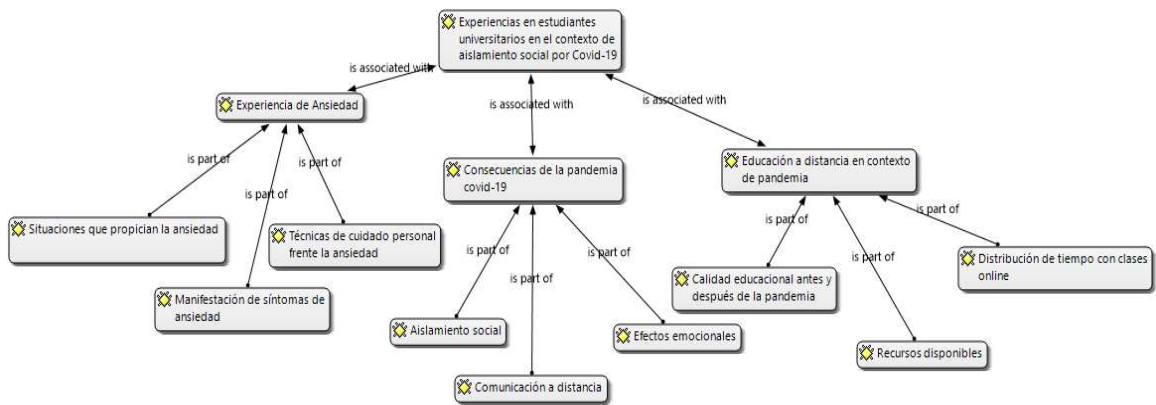 Experiencias en estudiantes
universitarios en el contexto de
aislamiento social por Covid-19
is associated with
is associated with
is associated with
Experiencia de Ansiedad
Consecuencias de la pandemia
covid-19
Educación a distancia en contexto
de pandemia
is part of
is part of
is part of
is part of
is part of
is part of
is part of
is part of
is part of
Situaciones que propician la ansiedad
Técnicas de cuidado personal
frente la ansiedad
Manifestación de síntomas de
ansiedad
Aislamiento social
Comunicación a distancia
Efectos emocionales
Calidad educacional antes y
después de la pandemia
Recursos disponibles
Distribución de tiempo con clases
online